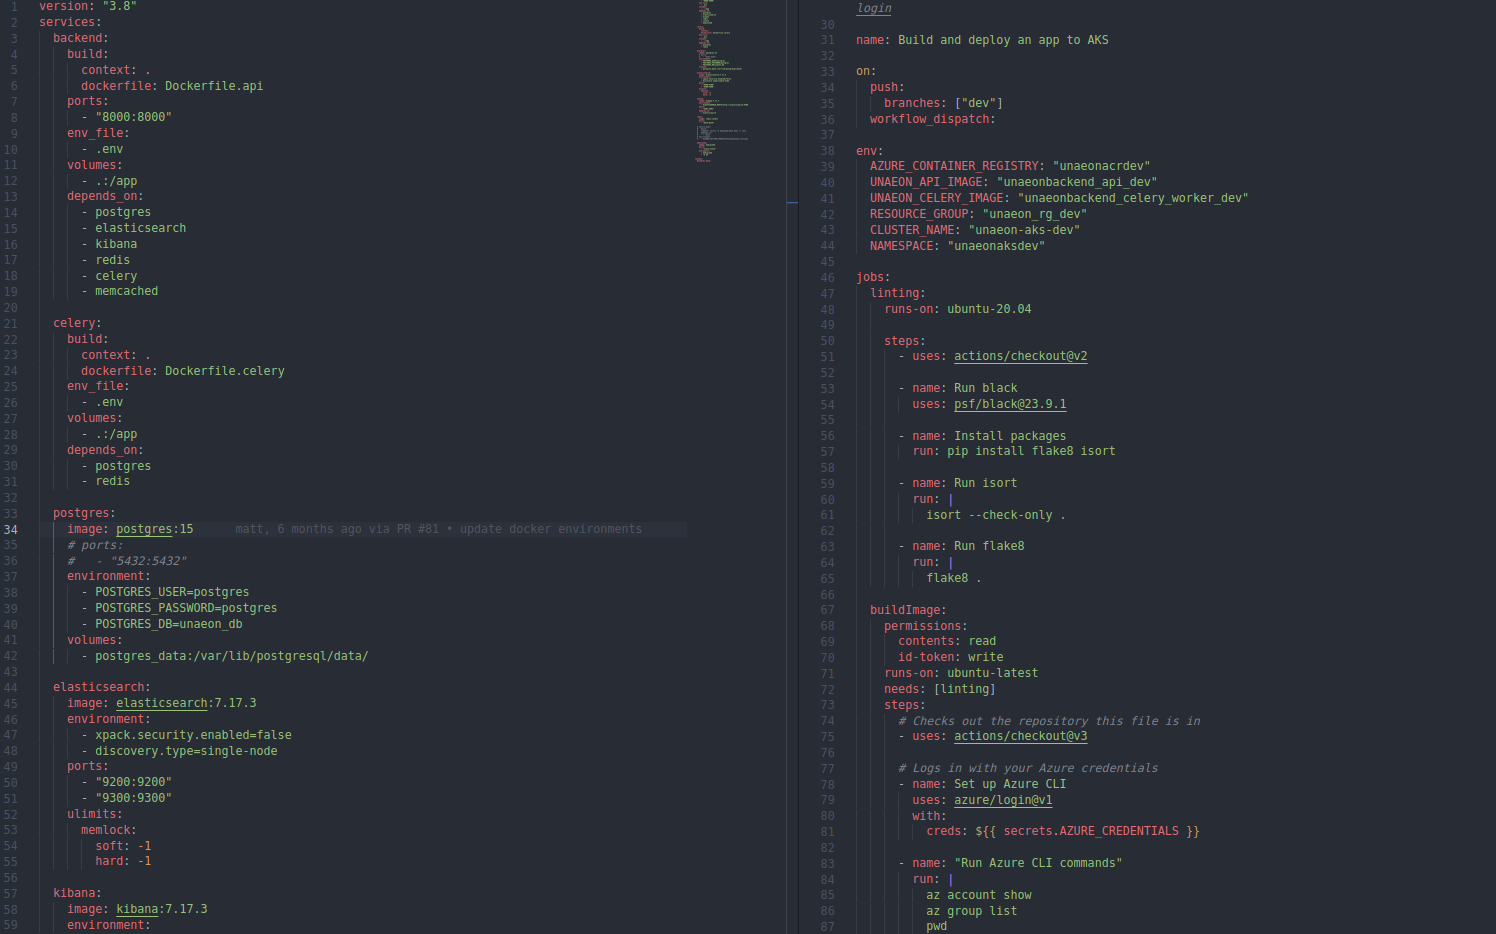 1 version: "3.8"
2 services:
3   backend:
4     build:
5       context: .
6       dockerfile: Dockerfile.api
7     ports:
8       - "8000:8000"
9     env_file:
10       - .env
11     volumes:
12       - .:/app
13     depends_on:
14       - postgres
15       - elasticsearch
16       - kibana
17       - redis
18       - celery
19       - memcached
20
21   celery:
22     build:
23       context: .
24       dockerfile: Dockerfile.celery
25     env_file:
26       - .env
27     volumes:
28       - .:/app
29     depends_on:
30       - postgres
31       - redis
32
33   postgres:
34     image: postgres:15      matt, 6 months ago via PR #81 • update docker environments
35     # ports:
36     #   - "5432:5432"
37     environment:
38       - POSTGRES_USER=postgres
39       - POSTGRES_PASSWORD=postgres
40       - POSTGRES_DB=unaeon_db
41     volumes:
42       - postgres_data:/var/lib/postgresql/data/
43
44   elasticsearch:
45     image: elasticsearch:7.17.3
46     environment:
47       - xpack.security.enabled=false
48       - discovery.type=single-node
49     ports:
50       - "9200:9200"
51       - "9300:9300"
52     ulimits:
53       memlock:
54         soft: -1
55         hard: -1
56
57   kibana:
58     image: kibana:7.17.3
59     environment:
login
30
31 name: Build and deploy an app to AKS
32
33 on:
34   push:
35     branches: ["dev"]
36   workflow_dispatch:
37
38 env:
39   AZURE_CONTAINER_REGISTRY: "unaeonacrdev"
40   UNAEON_API_IMAGE: "unaeonbackend_api_dev"
41   UNAEON_CELERY_IMAGE: "unaeonbackend_celery_worker_dev"
42   RESOURCE_GROUP: "unaeon_rg_dev"
43   CLUSTER_NAME: "unaeon-aks-dev"
44   NAMESPACE: "unaeonaksdev"
45
46 jobs:
47   linting:
48     runs-on: ubuntu-20.04
49
50     steps:
51       - uses: actions/checkout@v2
52
53       - name: Run black
54         uses: psf/black@23.9.1
55
56       - name: Install packages
57         run: pip install flake8 isort
58
59       - name: Run isort
60         run: |
61           isort --check-only .
62
63       - name: Run flake8
64         run: |
65           flake8 .
66
67   buildImage:
68     permissions:
69       contents: read
70       id-token: write
71     runs-on: ubuntu-latest
72     needs: [linting]
73     steps:
74       # Checks out the repository this file is in
75       - uses: actions/checkout@v3
76
77       # Logs in with your Azure credentials
78       - name: Set up Azure CLI
79         uses: azure/login@v1
80         with:
81           creds: ${{ secrets.AZURE_CREDENTIALS }}
82
83       - name: "Run Azure CLI commands"
84         run: |
85           az account show
86           az group list
87           pwd